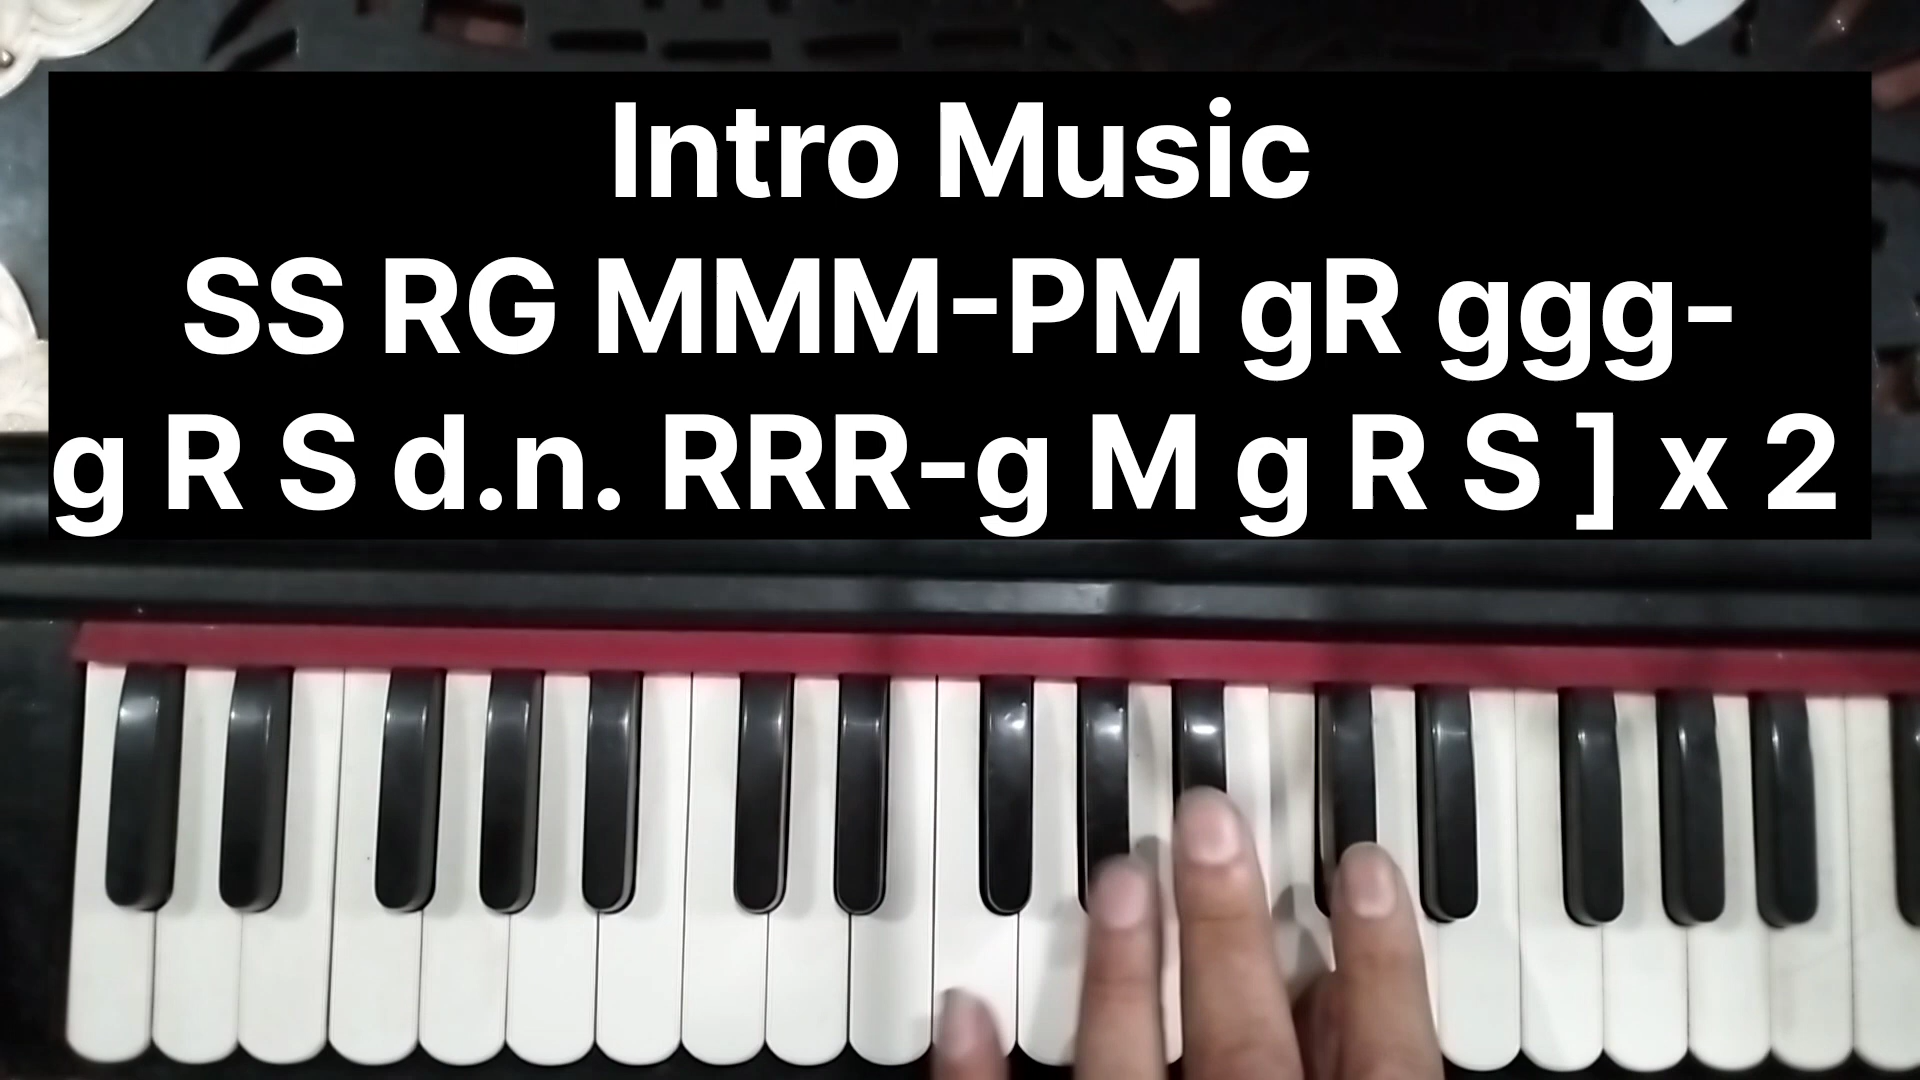 Intro Music
SS RG MMM-PM gR ggg-
g R S d.n. RRR-g M g R S ] x 2